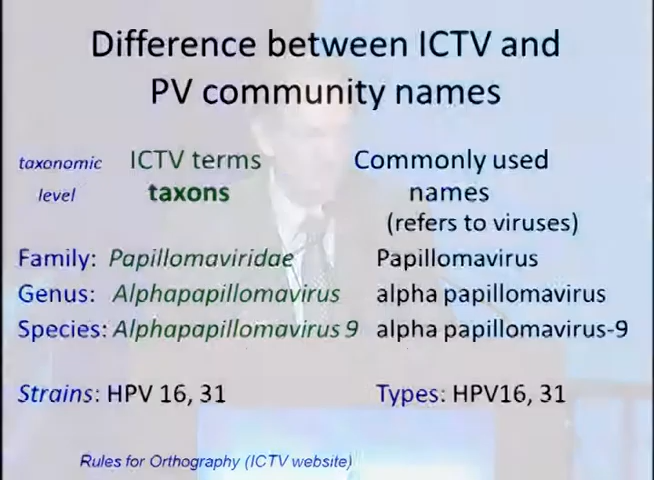 Difference between ICTV and
PV community names
taxonomic level
ICTV terms
taxons
Commonly used
names
(refers to viruses)
Family: Papillomaviridae Papillomavirus
Genus: Alphapapillomavirus alpha papillomavirus
Species: Alphapapillomavirus 9 alpha papillomavirus-9
Strains: HPV 16, 31 Types: HPV16, 31
Rules for Orthography (ICTV website)